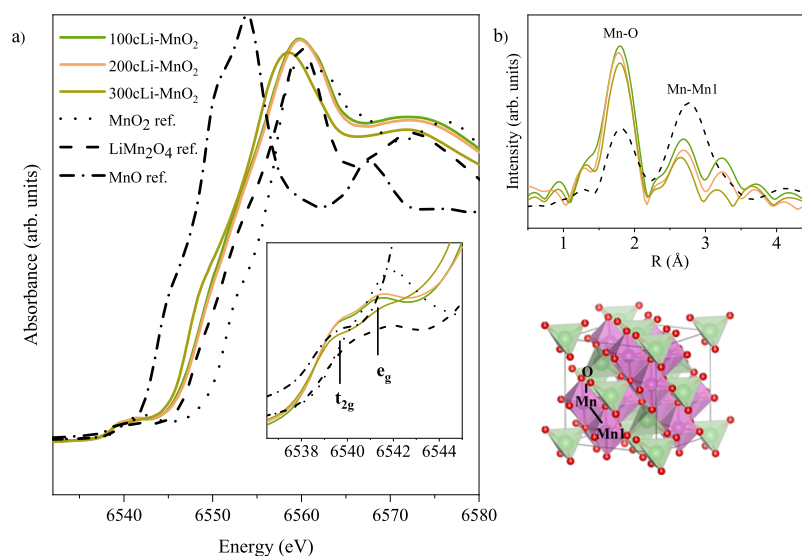 a)
100cLi-MnO₂
200cLi-MnO₂
300cLi-MnO₂
MnO₂ ref.
LiMn₂O₄ ref.
MnO ref.
Absorbance (arb. units)
t₂g
e_g
6538 6540 6542 6544
6540 6550 6560 6570 6580
Energy (eV)
b)
Mn-O
Mn-Mn1
Intensity (arb. units)
1 2 3 4
R (Å)
O
Mn
Mn1